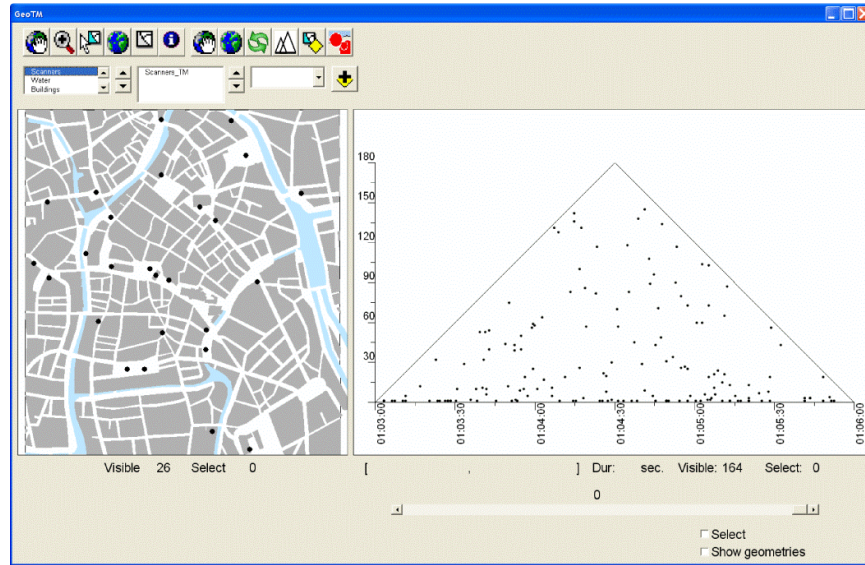 GeoTM
Scanners
Water
Buildings
Scanners_TM
180
150
120
90
60
30
01:03:00
01:03:30
01:04:00
01:04:30
01:05:00
01:05:30
01:06:00
Visible 26 Select 0
[ , ] Dur: sec. Visible: 164 Select: 0
0
Select
Show geometries